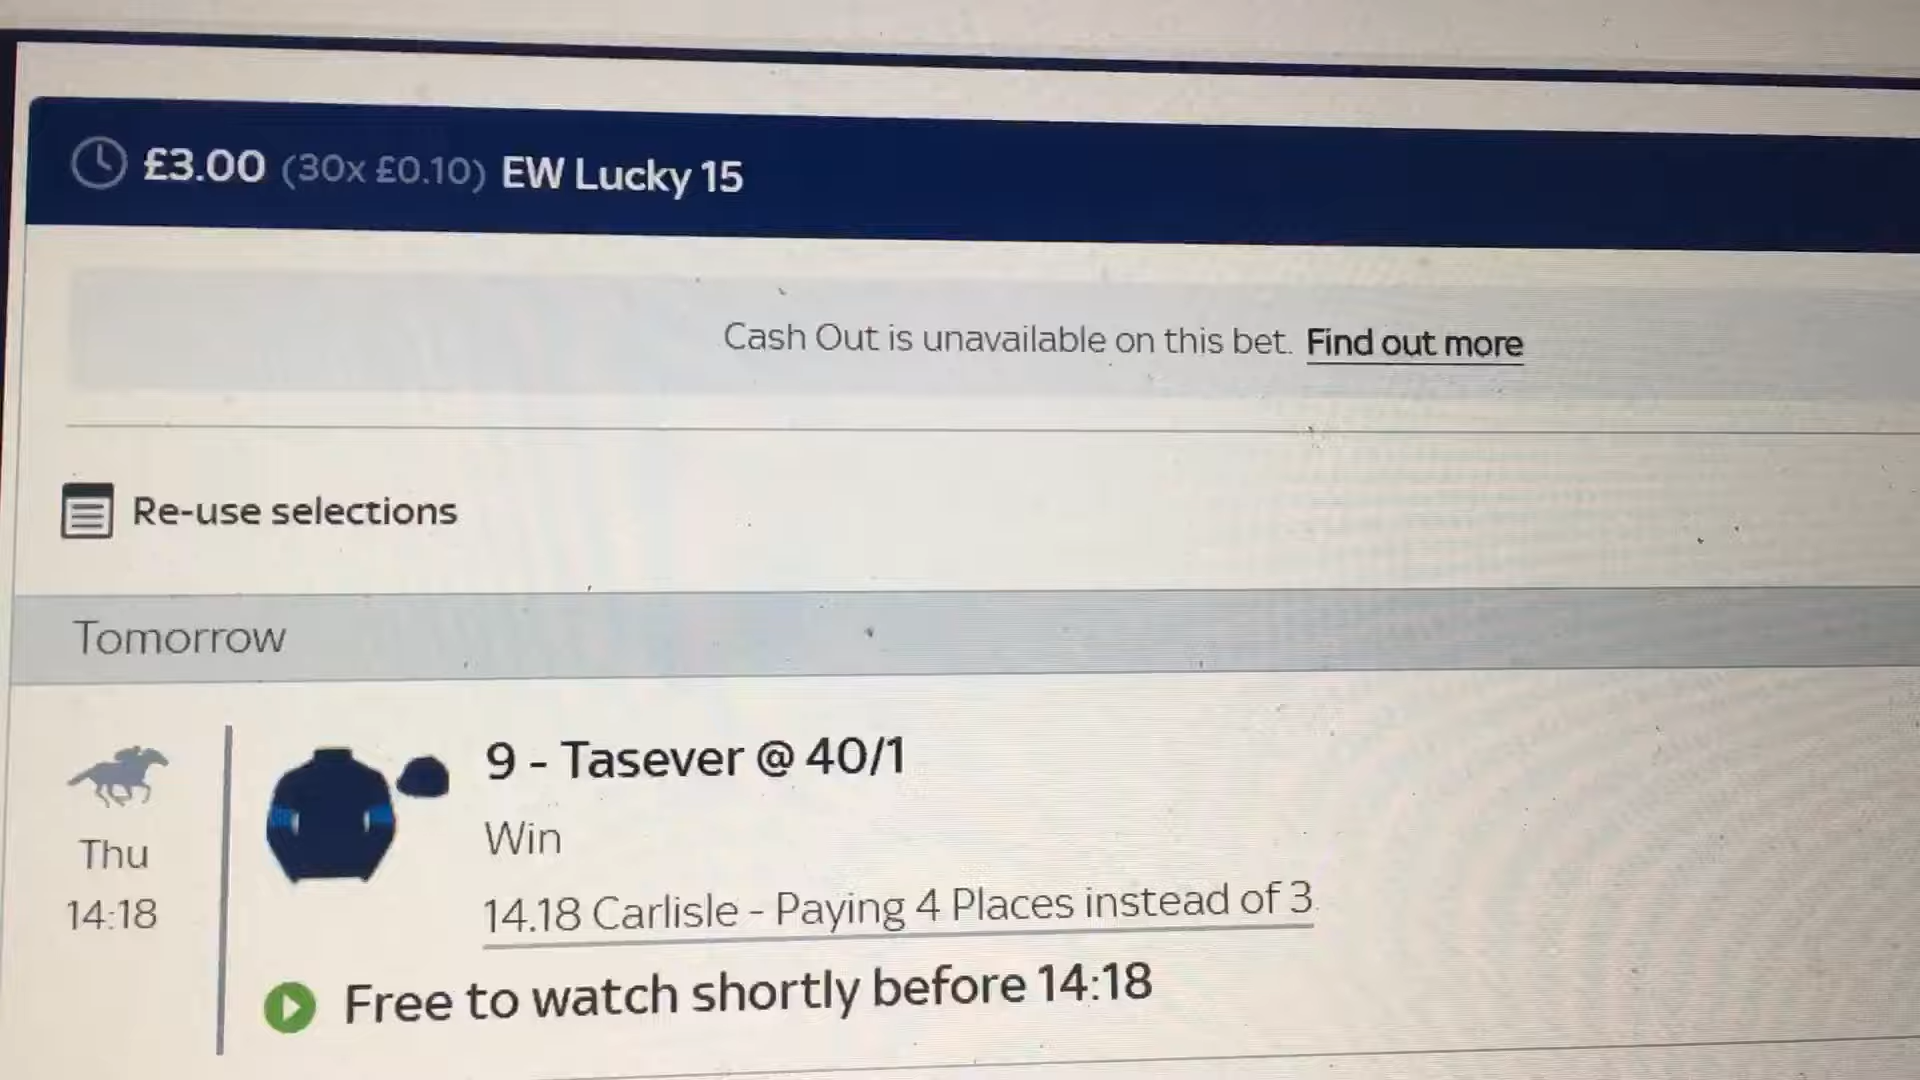 £3.00 (30x £0.10) EW Lucky 15
Cash Out is unavailable on this bet. Find out more
Re-use selections
Tomorrow
9 - Tasever @ 40/1
Win
Thu
14:18
14.18 Carlisle - Paying 4 Places instead of 3
Free to watch shortly before 14:18